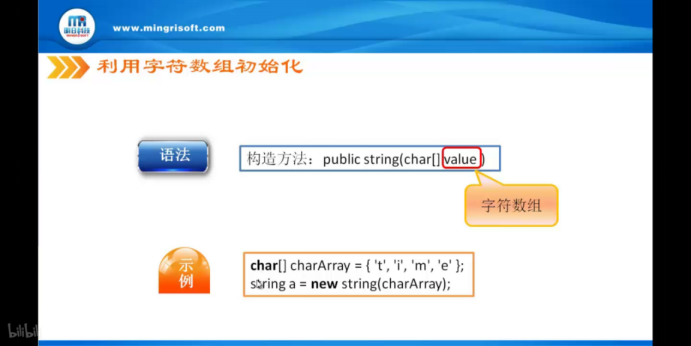 www.mingrisoft.com
利用字符数组初始化
语法
构造方法：public string(char[] value )
字符数组
示例
char[] charArray = { 't', 'i', 'm', 'e' };
string a = new string(charArray);